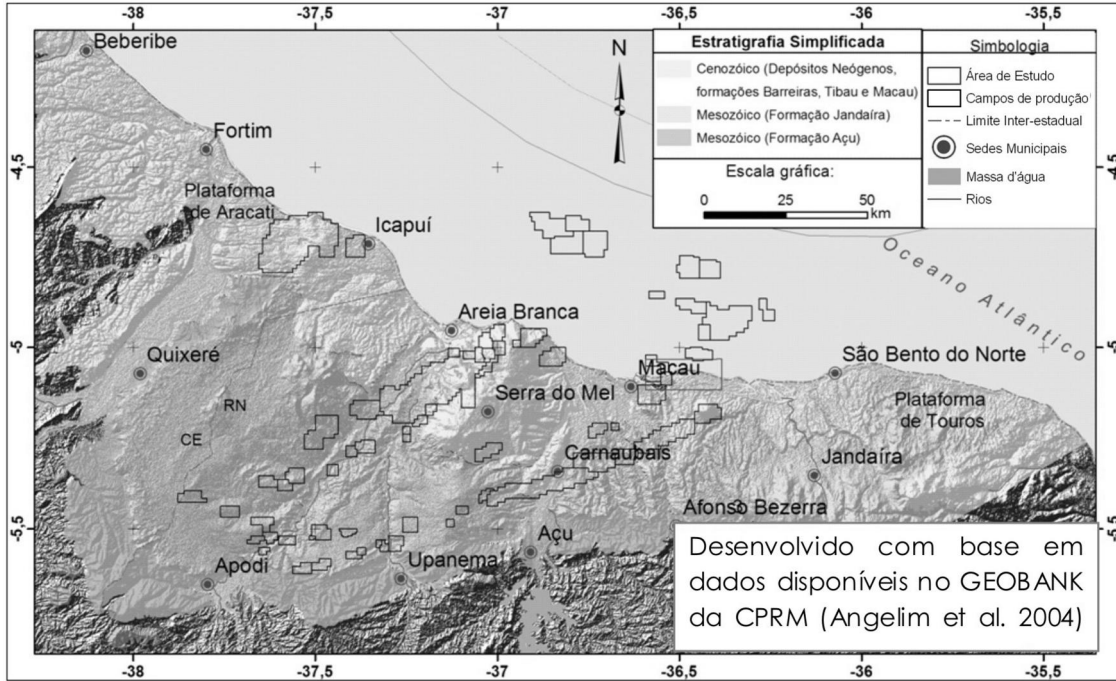 -38
-37,5
-37
-36,5
-36
-35,5
Beberibe
N
Estratigrafia Simplificada
Cenozóico (Depósitos Neógenos,
formações Barreiras, Tibau e Macau)
Mesozóico (Formação Jandaíra)
Mesozóico (Formação Açu)
Escala gráfica:
0
25
50
km
Simbologia
Área de Estudo
Campos de produção
Limite Inter-estadual
Sedes Municipais
Massa d'água
Rios
Fortim
-4,5
-4,5
Plataforma
de Aracati
Icapuí
Oceano Atlântico
Areia Branca
-5
-5
Quixeré
Macau
São Bento do Norte
Serra do Mel
RN
Plataforma
de Touros
CE
Carnaubais
Jandaíra
-5,5
-5,5
Afonso Bezerra
Açu
Apodi
Upanema
Desenvolvido com base em
dados disponíveis no GEOBANK
da CPRM (Angelim et al. 2004)
-38
-37,5
-37
-36,5
-36
-35,5